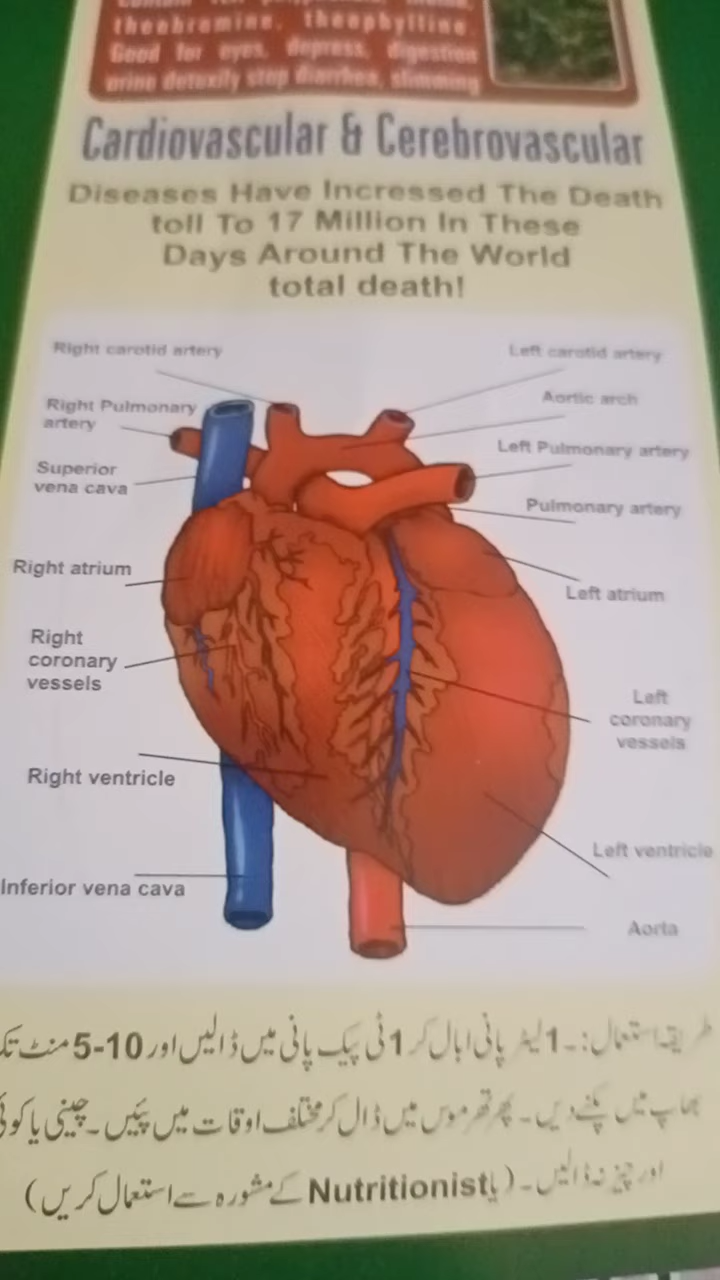 theobromine, theophylline
Good for eyes, depress, digestion
urine detoxify stop diarrhea, slimming
Cardiovascular & Cerebrovascular
Diseases Have Incressed The Death
toll To 17 Million In These
Days Around The World
total death!
Right carotid artery
Left carotid artery
Aortic arch
Right Pulmonary
artery
Left Pulmonary artery
Superior
vena cava
Pulmonary artery
Right atrium
Left atrium
Right
coronary
vessels
Left
coronary
vessels
Right ventricle
Left ventricle
Inferior vena cava
Aorta
طریقہ استعمال:۔ 1 لیٹر پانی ابال کر 1 ٹی بیگ پانی میں ڈالیں اور 10-5 منٹ تک
بھاپ میں پکنے دیں۔ پھر تھرموس میں ڈال کر مختلف اوقات میں پئیں۔ چینی یا کوئی
اور چیز نہ ڈالیں۔ (یا Nutritionist کے مشورہ سے استعمال کریں)